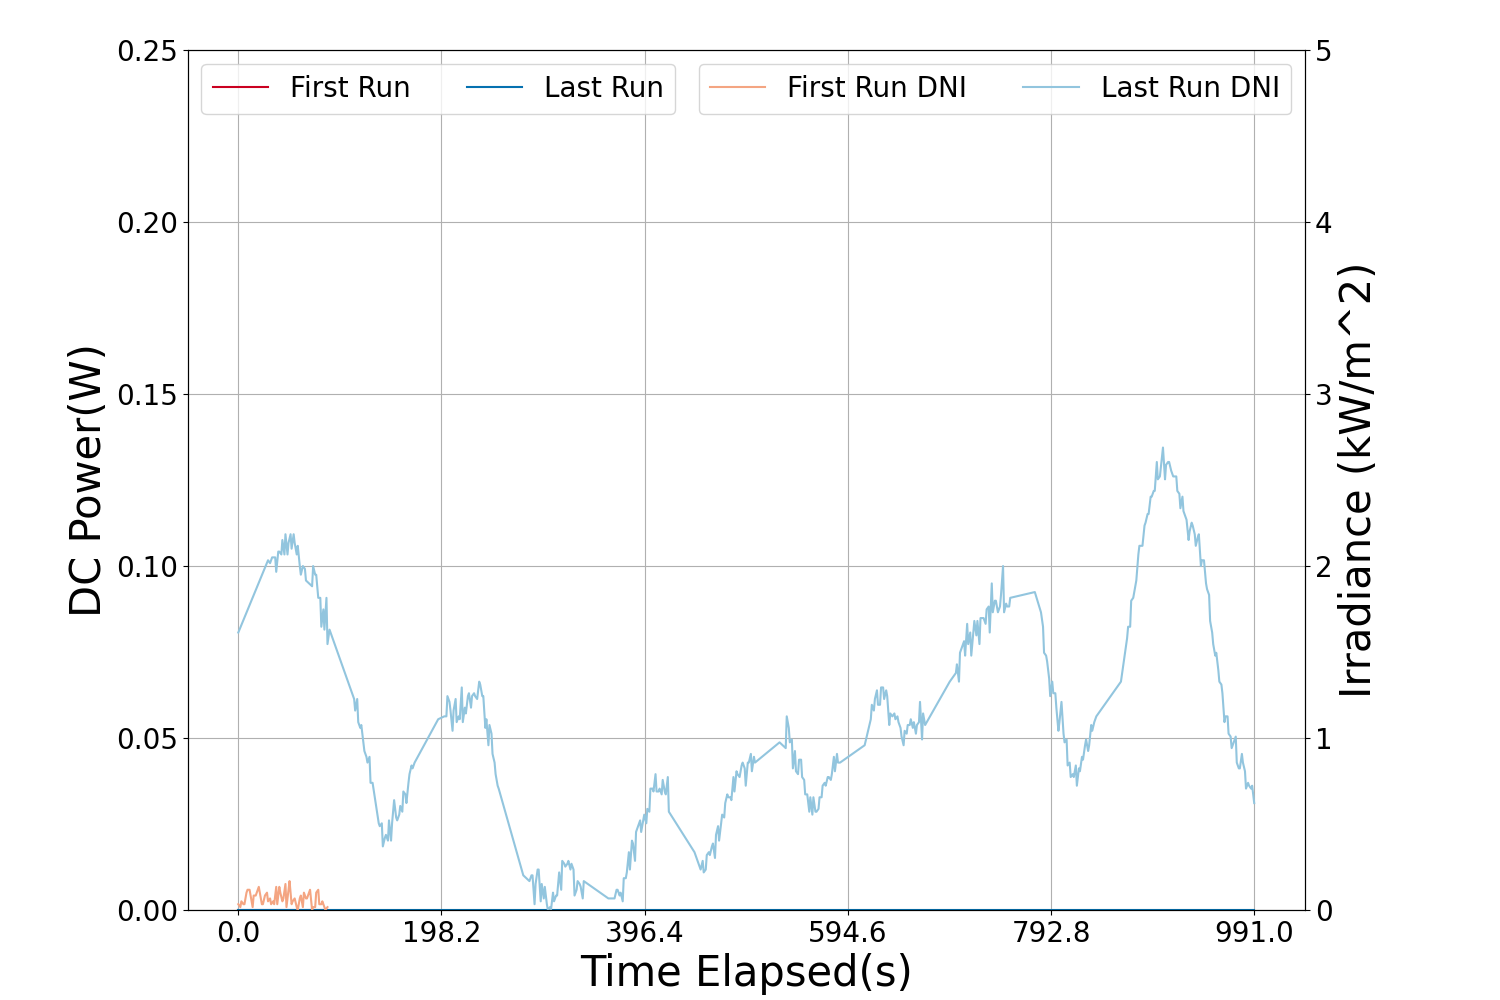 First Run
Last Run
First Run DNI
Last Run DNI
0.25
0.20
0.15
0.10
0.05
0.00
DC Power(W)
5
4
3
2
1
0
Irradiance (kW/m^2)
0.0
198.2
396.4
594.6
792.8
991.0
Time Elapsed(s)